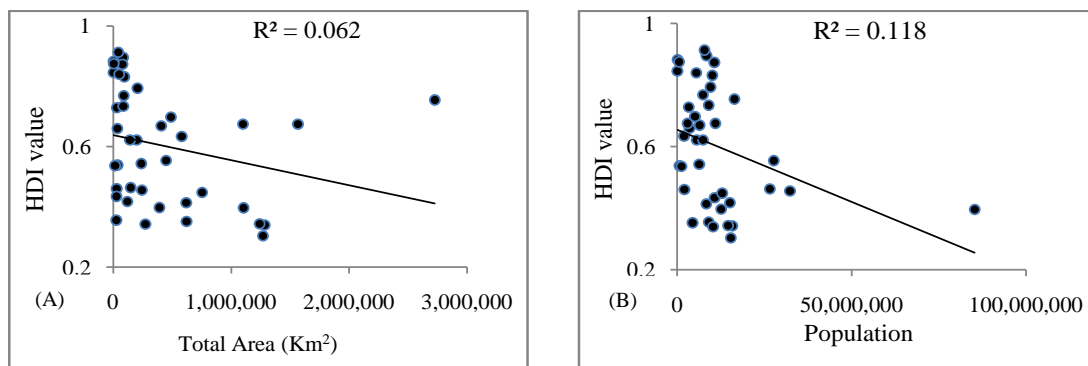 R² = 0.062
1
0.6
0.2
HDI value
0
1,000,000
2,000,000
3,000,000
(A)
Total Area (Km²)
R² = 0.118
1
0.6
0.2
HDI value
0
50,000,000
100,000,000
(B)
Population